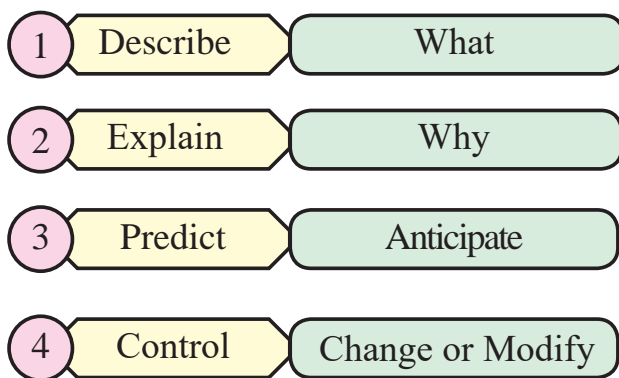 1 Describe What
2 Explain Why
3 Predict Anticipate
4 Control Change or Modify